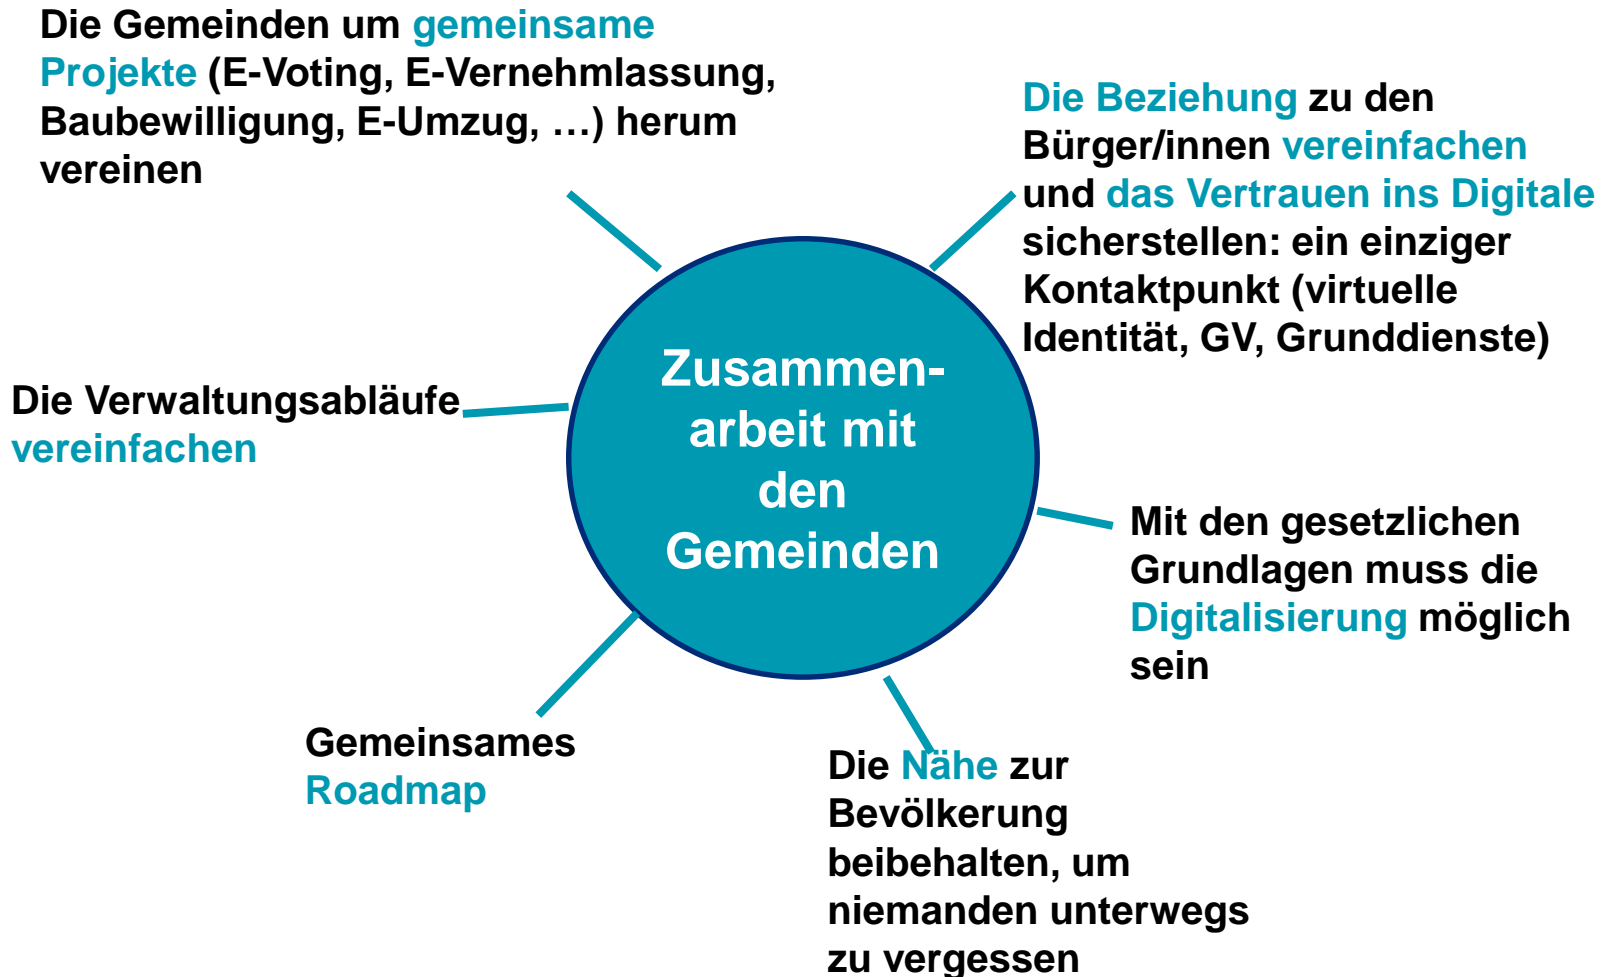 Die Gemeinden um gemeinsame
Projekte (E-Voting, E-Vernehmlassung,
Baubewilligung, E-Umzug, …) herum
vereinen
Die Beziehung zu den
Bürger/innen vereinfachen
und das Vertrauen ins Digitale
sicherstellen: ein einziger
Kontaktpunkt (virtuelle
Identität, GV, Grunddienste)
Zusammen-
arbeit mit
den
Gemeinden
Die Verwaltungsabläufe
vereinfachen
Mit den gesetzlichen
Grundlagen muss die
Digitalisierung möglich
sein
Gemeinsames
Roadmap
Die Nähe zur
Bevölkerung
beibehalten, um
niemanden unterwegs
zu vergessen